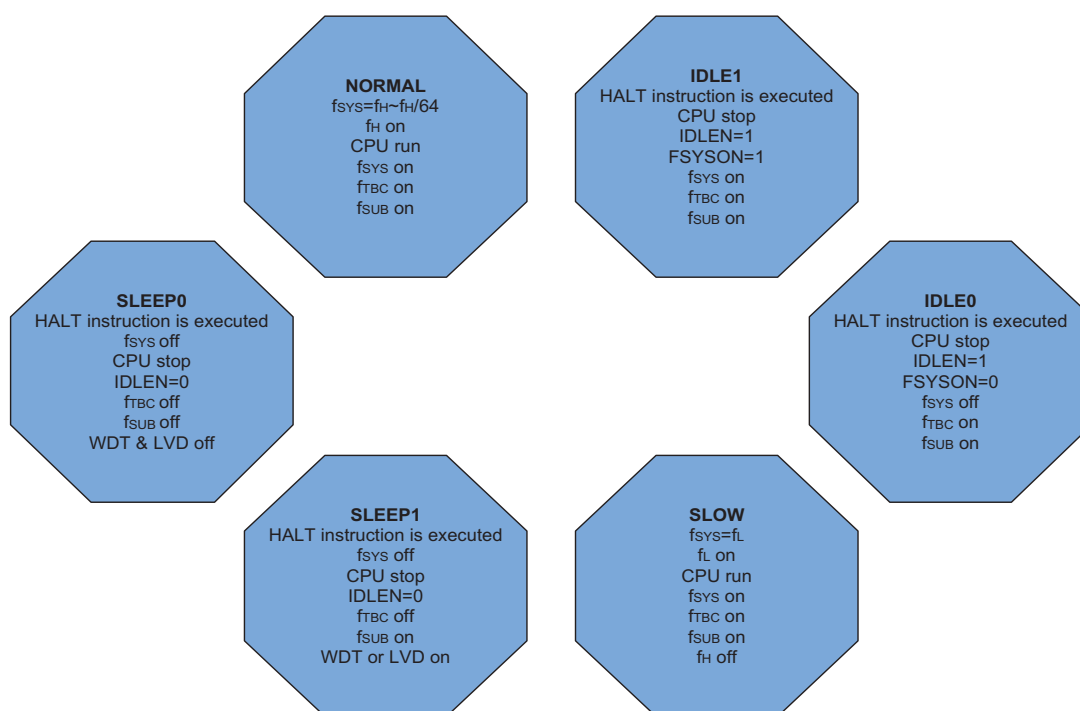 NORMAL
fSYS=fH~fH/64
fH on
CPU run
fSYS on
fTBC on
fSUB on
IDLE1
HALT instruction is executed
CPU stop
IDLEN=1
FSYSON=1
fSYS on
fTBC on
fSUB on
SLEEP0
HALT instruction is executed
fSYS off
CPU stop
IDLEN=0
fTBC off
fSUB off
WDT & LVD off
IDLE0
HALT instruction is executed
CPU stop
IDLEN=1
FSYSON=0
fSYS off
fTBC on
fSUB on
SLEEP1
HALT instruction is executed
fSYS off
CPU stop
IDLEN=0
fTBC off
fSUB on
WDT or LVD on
SLOW
fSYS=fL
fL on
CPU run
fSYS on
fTBC on
fSUB on
fH off